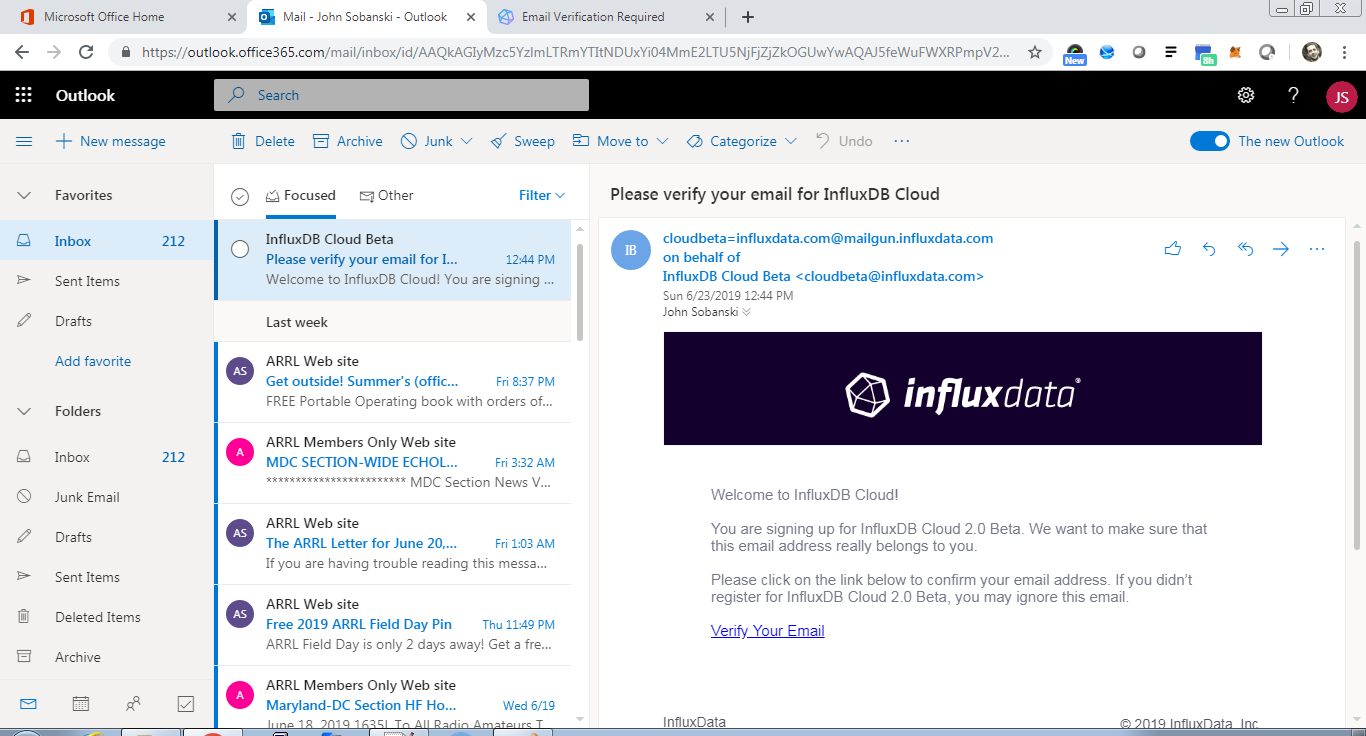 Microsoft Office Home
Mail - John Sobanski - Outlook
Email Verification Required
https://outlook.office365.com/mail/inbox/id/AAQkAGIyMzc5YzlmLTRmYTItNDUxYi04MmE2LTU5NjFjZjZkOGUwYwAQAJ5feWuFWXRPmpV2...
New
8h
Outlook
Search
?
JS
New message
Delete
Archive
Junk
Sweep
Move to
Categorize
Undo
...
The new Outlook
Favorites
Inbox 212
Sent Items
Drafts
Add favorite
Folders
Inbox 212
Junk Email
Drafts
Sent Items
Deleted Items
Archive
Focused
Other
Filter
InfluxDB Cloud Beta
Please verify your email for I... 12:44 PM
Welcome to InfluxDB Cloud! You are signing ...
Last week
AS
ARRL Web site
Get outside! Summer's (offic... Fri 8:37 PM
FREE Portable Operating book with orders of...
A
ARRL Members Only Web site
MDC SECTION-WIDE ECHOL... Fri 3:32 AM
************************ MDC Section News V...
AS
ARRL Web site
The ARRL Letter for June 20,... Fri 1:03 AM
If you are having trouble reading this messa...
AS
ARRL Web site
Free 2019 ARRL Field Day Pin Thu 11:49 PM
ARRL Field Day is only 2 days away! Get a fre...
A
ARRL Members Only Web site
Maryland-DC Section HF Ho... Wed 6/19
June 18, 2019 1635L To All Radio Amateurs T...
Please verify your email for InfluxDB Cloud
IB
cloudbeta=influxdata.com@mailgun.influxdata.com
on behalf of
InfluxDB Cloud Beta <cloudbeta@influxdata.com>
Sun 6/23/2019 12:44 PM
John Sobanski
influxdata®
Welcome to InfluxDB Cloud!
You are signing up for InfluxDB Cloud 2.0 Beta. We want to make sure that
this email address really belongs to you.
Please click on the link below to confirm your email address. If you didn't
register for InfluxDB Cloud 2.0 Beta, you may ignore this email.
Verify Your Email
InfluxData
© 2019 InfluxData, Inc